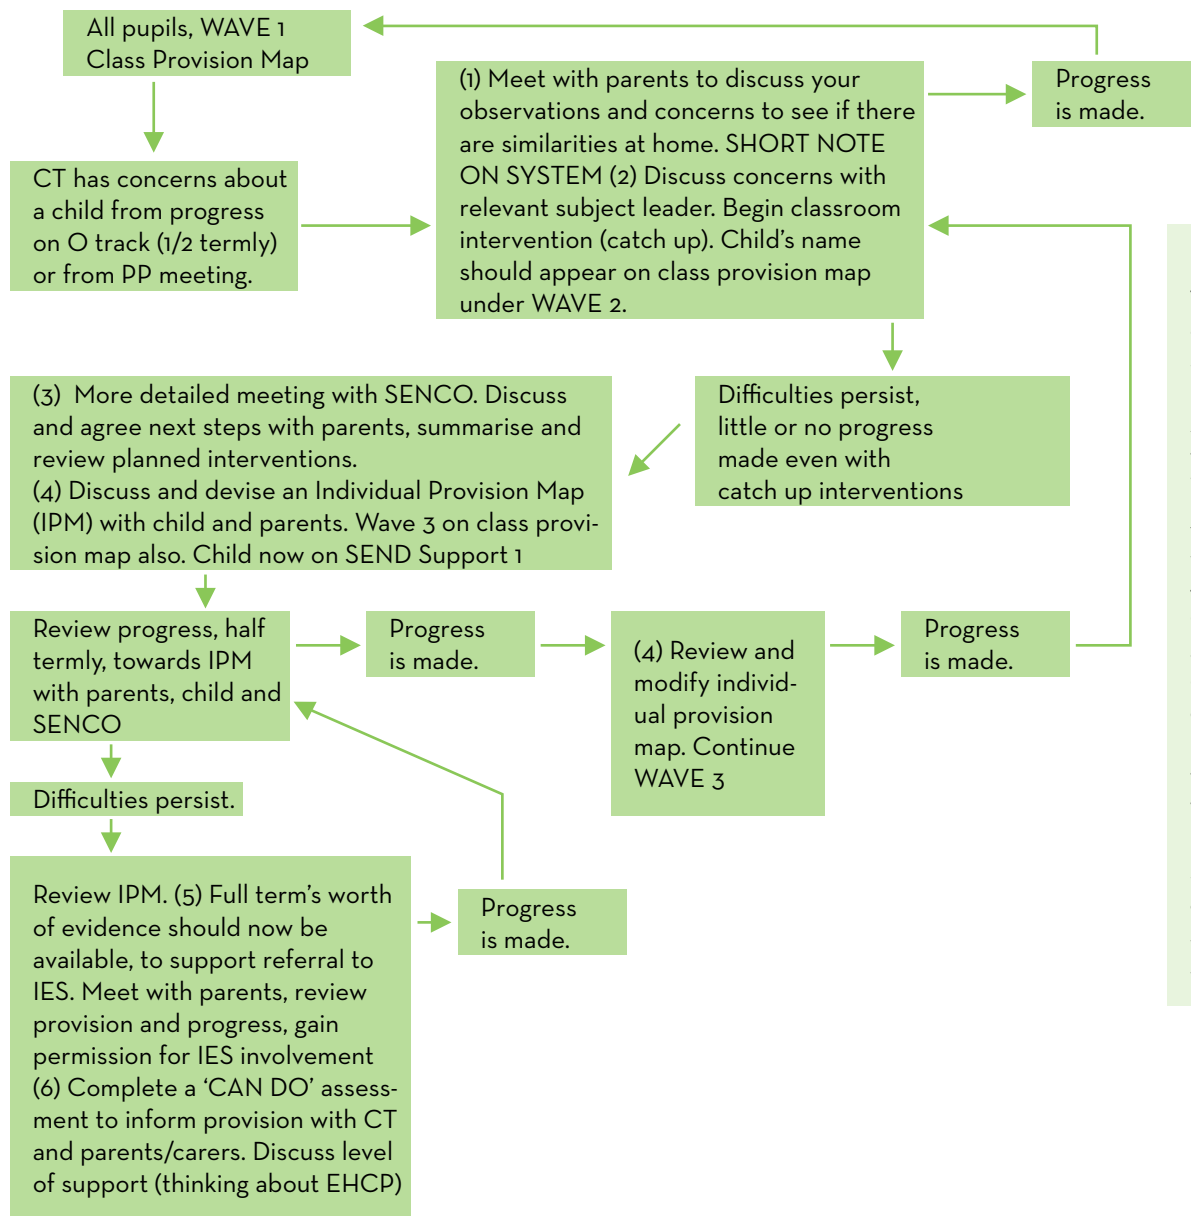 All pupils, WAVE 1
Class Provision Map
Progress
is made.
(1) Meet with parents to discuss your
observations and concerns to see if there
are similarities at home. SHORT NOTE
ON SYSTEM (2) Discuss concerns with
relevant subject leader. Begin classroom
intervention (catch up). Child's name
should appear on class provision map
under WAVE 2.
CT has concerns about
a child from progress
on O track (1/2 termly)
or from PP meeting.
Difficulties persist,
little or no progress
made even with
catch up interventions
(3) More detailed meeting with SENCO. Discuss
and agree next steps with parents, summarise and
review planned interventions.
(4) Discuss and devise an Individual Provision Map
(IPM) with child and parents. Wave 3 on class provi-
sion map also. Child now on SEND Support 1
Review progress, half
termly, towards IPM
with parents, child and
SENCO
Progress
is made.
(4) Review and
modify individ-
ual provision
map. Continue
WAVE 3
Progress
is made.
Difficulties persist.
Review IPM. (5) Full term's worth
of evidence should now be
available, to support referral to
IES. Meet with parents, review
provision and progress, gain
permission for IES involvement
(6) Complete a ‘CAN DO’ assess-
ment to inform provision with CT
and parents/carers. Discuss level
of support (thinking about EHCP)
Progress
is made.